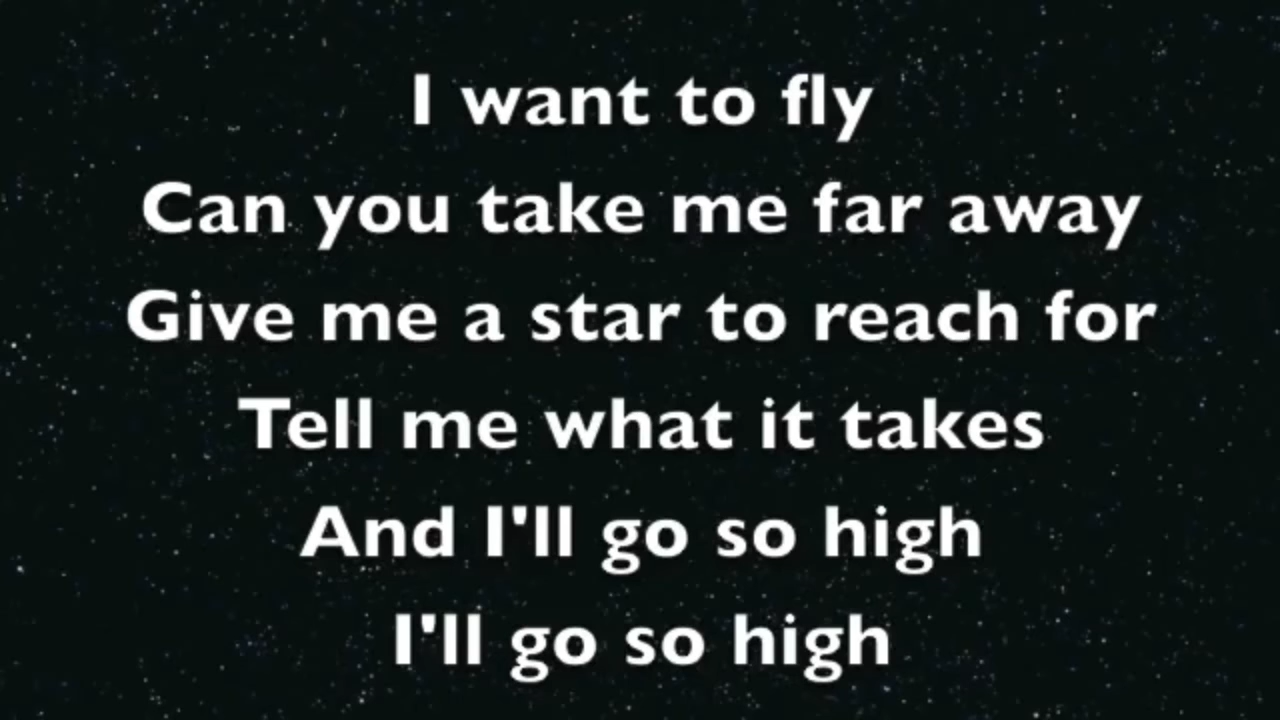 I want to fly
Can you take me far away
Give me a star to reach for
Tell me what it takes
And I'll go so high
I'll go so high